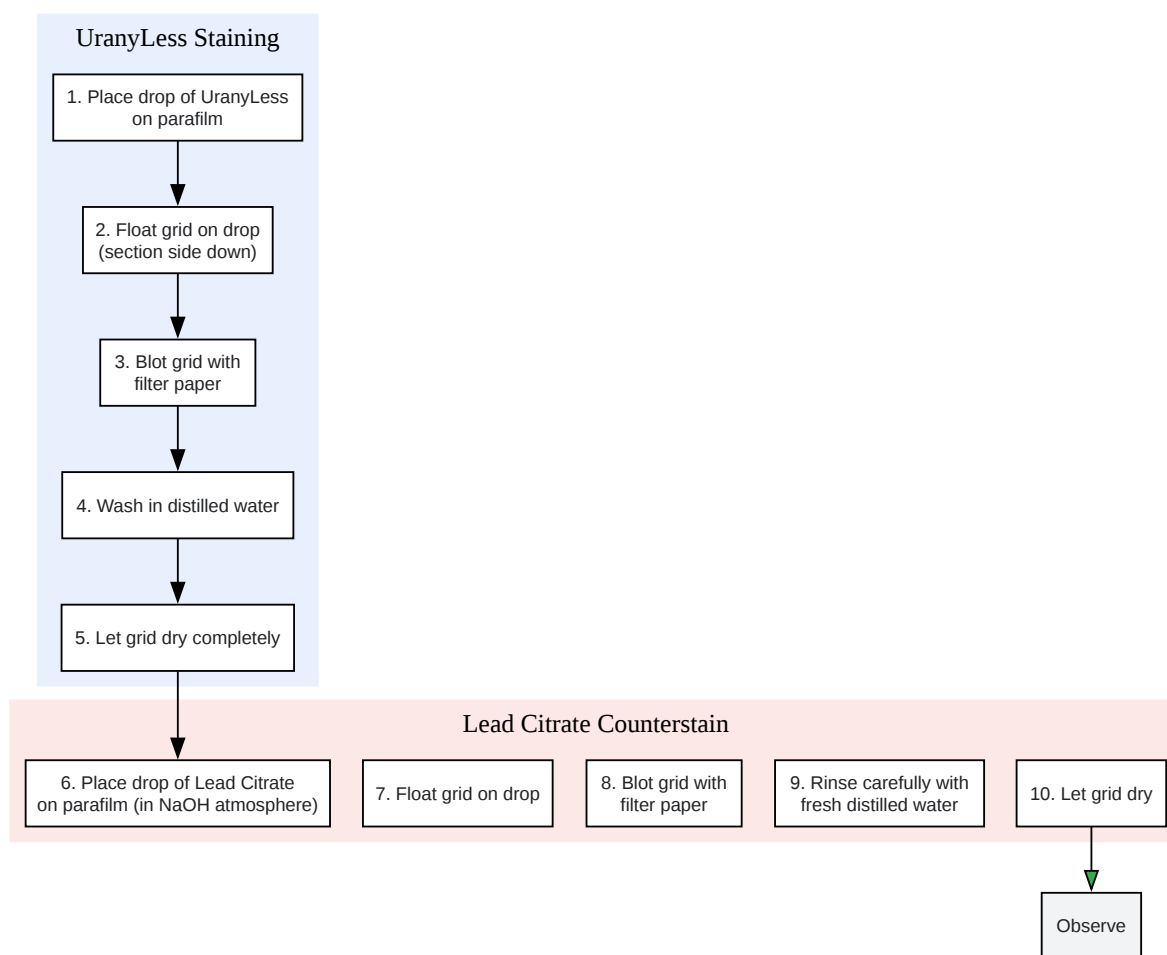 UranyLess Staining
1. Place drop of UranyLess
on parafilm
2. Float grid on drop
(section side down)
3. Blot grid with
filter paper
4. Wash in distilled water
5. Let grid dry completely
Lead Citrate Counterstain
6. Place drop of Lead Citrate
on parafilm (in NaOH atmosphere)
7. Float grid on drop
8. Blot grid with
filter paper
9. Rinse carefully with
fresh distilled water
10. Let grid dry
Observe